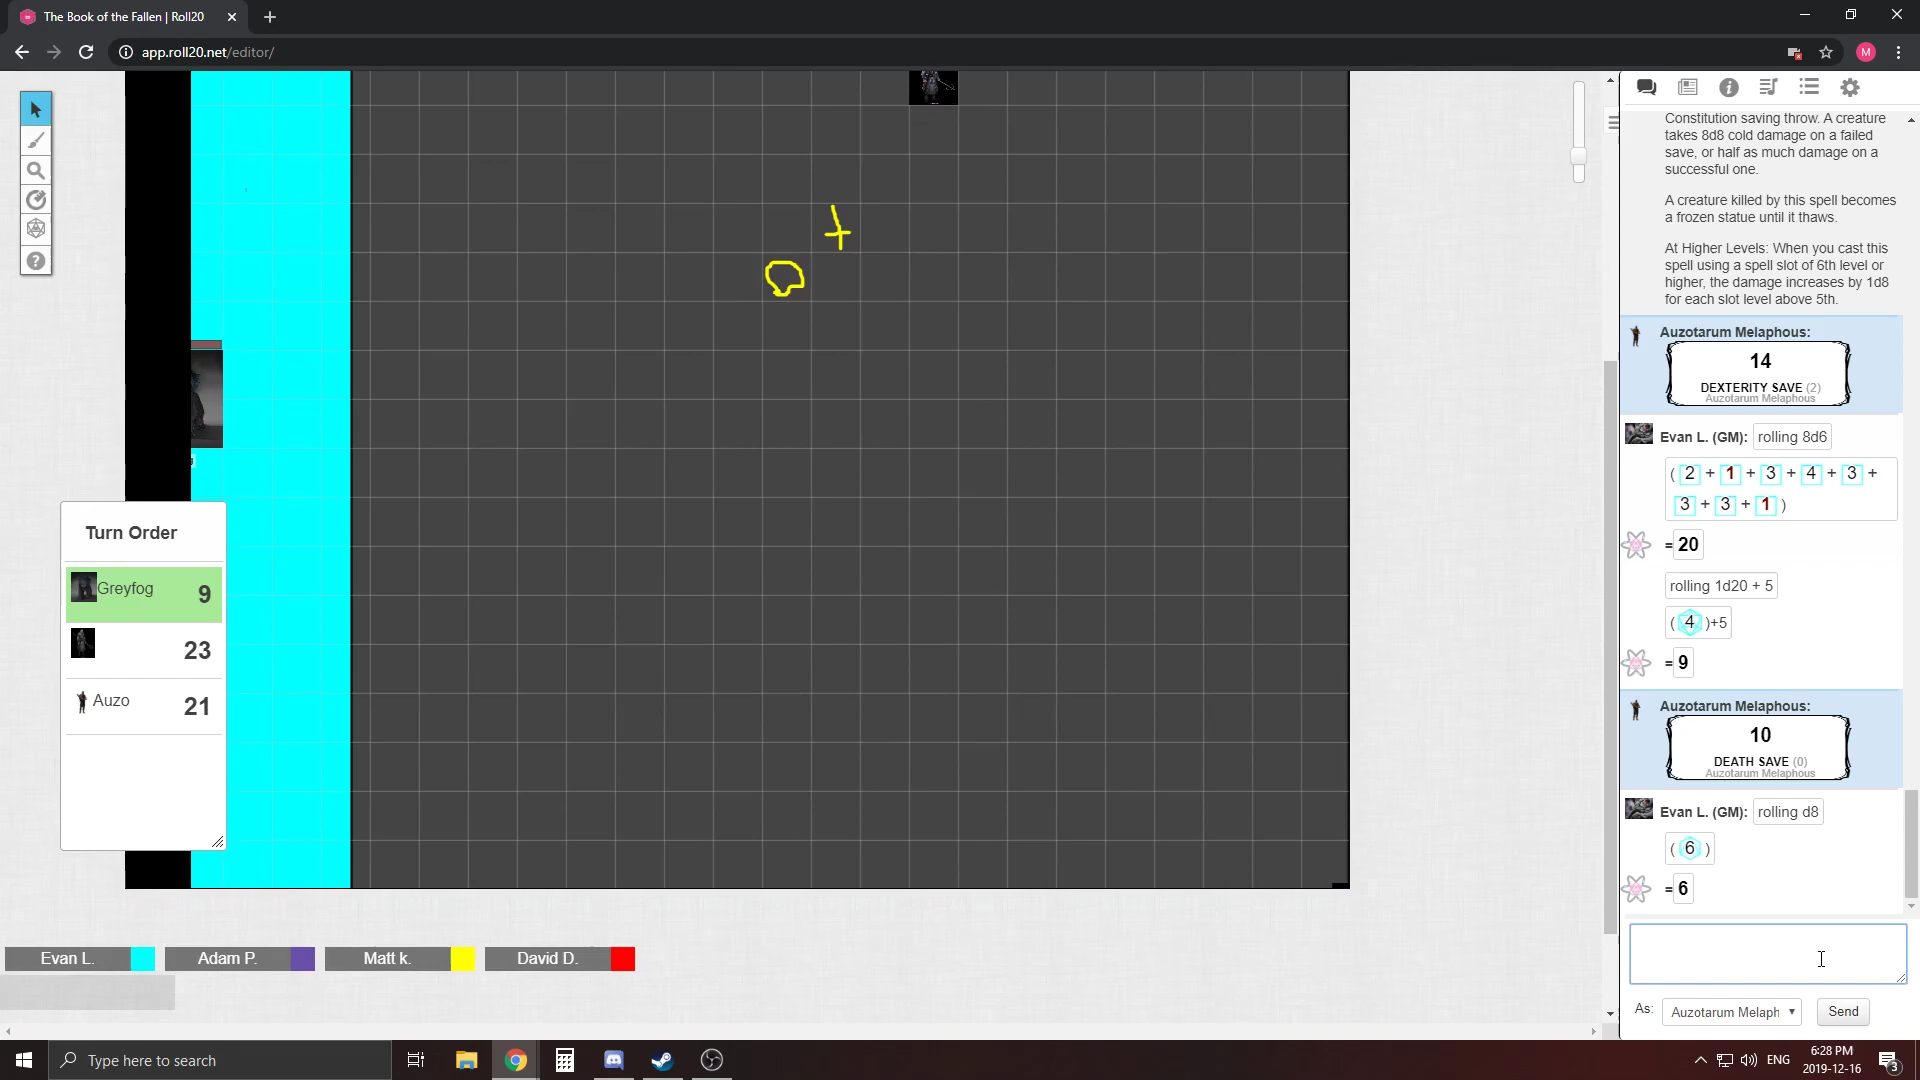 The Book of the Fallen | Roll20
app.roll20.net/editor/
M
Constitution saving throw. A creature
takes 8d8 cold damage on a failed
save, or half as much damage on a
successful one.
A creature killed by this spell becomes
a frozen statue until it thaws.
At Higher Levels: When you cast this
spell using a spell slot of 6th level or
higher, the damage increases by 1d8
for each slot level above 5th.
Auzotarum Melaphous:
14
DEXTERITY SAVE (2)
Auzotarum Melaphous
Evan L. (GM): rolling 8d6
( 2 + 1 + 3 + 4 + 3 +
3 + 3 + 1 )
= 20
rolling 1d20 + 5
( 4 )+5
= 9
Auzotarum Melaphous:
10
DEATH SAVE (0)
Auzotarum Melaphous
Evan L. (GM): rolling d8
( 6 )
= 6
As: Auzotarum Melaph
Send
Turn Order
Greyfog 9
23
Auzo 21
Evan L.
Adam P.
Matt k.
David D.
Type here to search
ENG
6:28 PM
2019-12-16
3